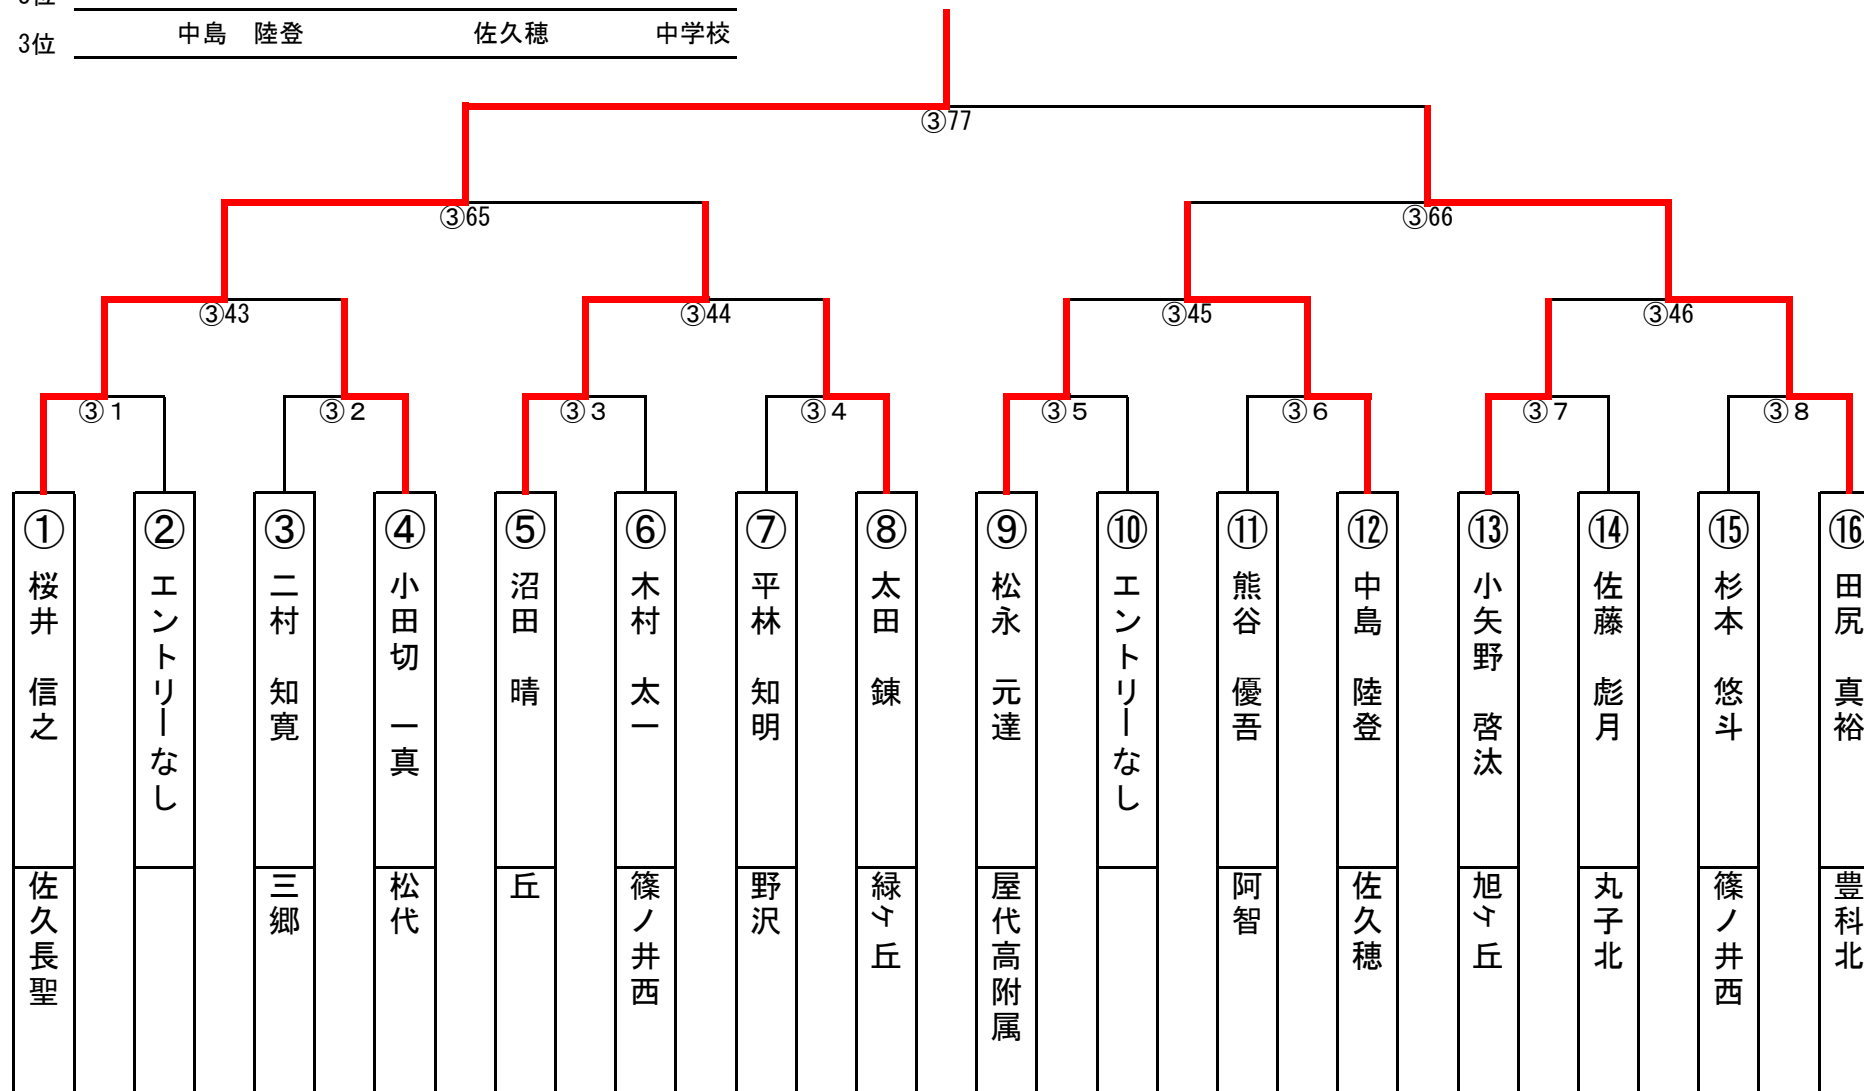 3位 中島 陸登 佐久穂 中学校
③77
③65 ③66
③43 ③44 ③45 ③46
③1 ③2 ③3 ③4 ③5 ③6 ③7 ③8
① 桜井 信之 佐久長聖
② エントリーなし
③ 二村 知寛 三郷
④ 小田切 一真 松代
⑤ 沼田 晴 丘
⑥ 木村 太一 篠ノ井西
⑦ 平林 知明 野沢
⑧ 太田 錬 緑ケ丘
⑨ 松永 元達 屋代高附属
⑩ エントリーなし
⑪ 熊谷 優吾 阿智
⑫ 中島 陸登 佐久穂
⑬ 小矢野 啓汰 旭ケ丘
⑭ 佐藤 彪月 丸子北
⑮ 杉本 悠斗 篠ノ井西
⑯ 田尻 真裕 豊科北